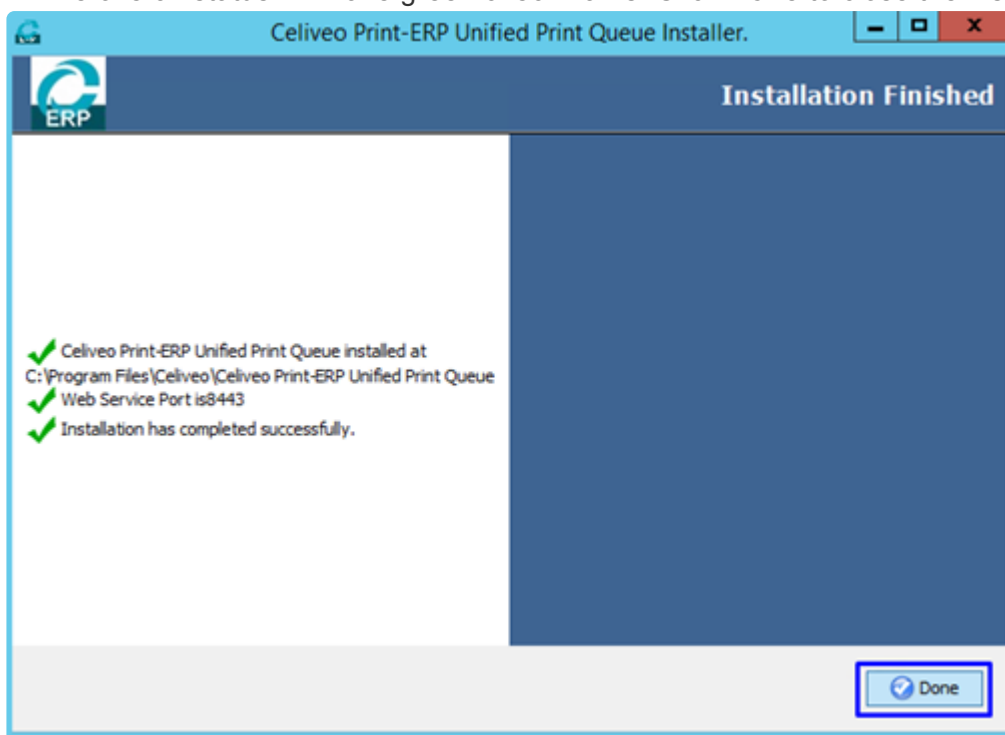 Celiveo Print-ERP Unified Print Queue Installer.
ERP
Installation Finished
Celiveo Print-ERP Unified Print Queue installed at
C:\Program Files\Celiveo\Celiveo Print-ERP Unified Print Queue
Web Service Port is8443
Installation has completed successfully.
Done